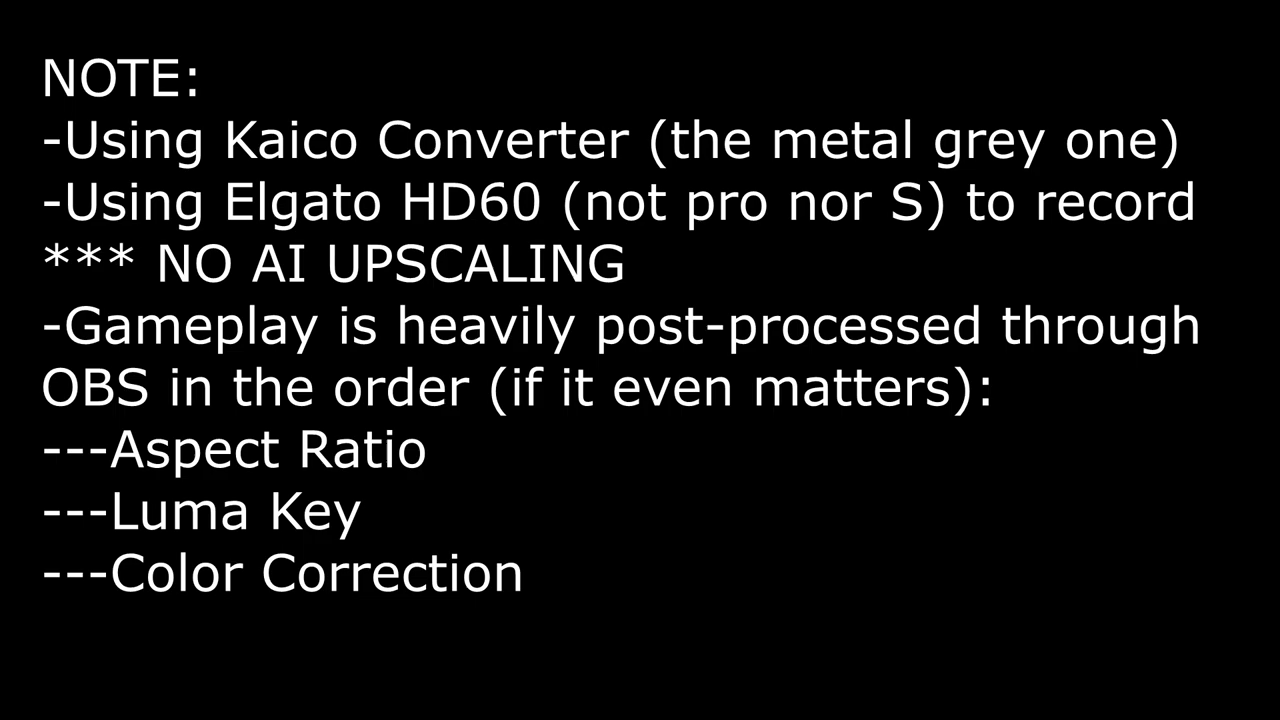 NOTE:
-Using Kaico Converter (the metal grey one)
-Using Elgato HD60 (not pro nor S) to record
*** NO AI UPSCALING
-Gameplay is heavily post-processed through
OBS in the order (if it even matters):
---Aspect Ratio
---Luma Key
---Color Correction